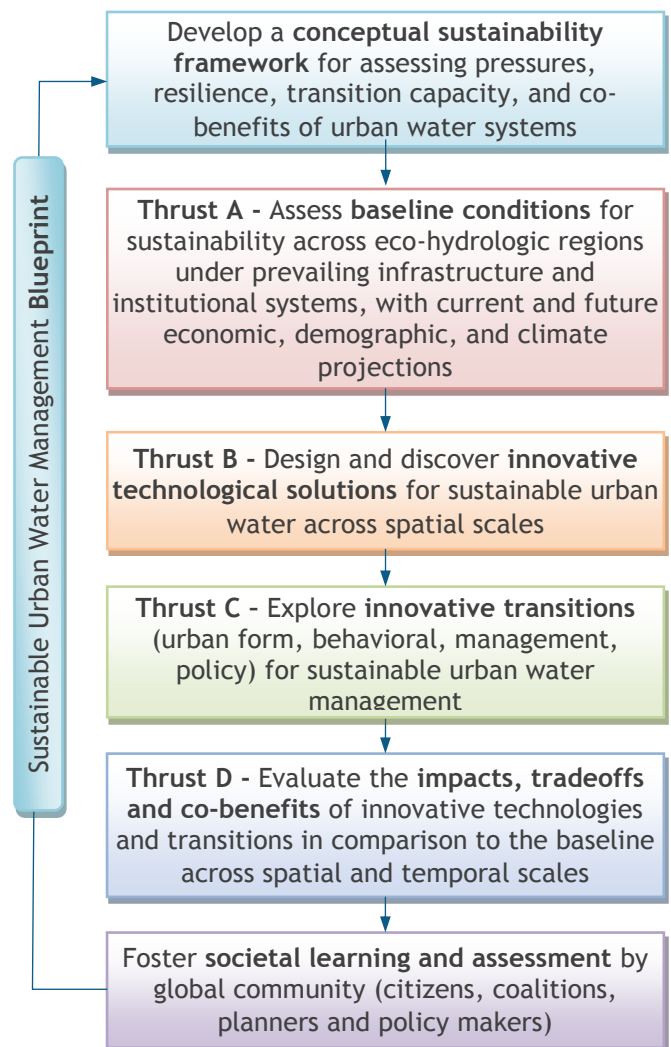 Develop a conceptual sustainability
framework for assessing pressures,
resilience, transition capacity, and co-
benefits of urban water systems
Sustainable Urban Water Management Blueprint
Thrust A - Assess baseline conditions for
sustainability across eco-hydrologic regions
under prevailing infrastructure and
institutional systems, with current and future
economic, demographic, and climate
projections
Thrust B - Design and discover innovative
technological solutions for sustainable urban
water across spatial scales
Thrust C – Explore innovative transitions
(urban form, behavioral, management,
policy) for sustainable urban water
management
Thrust D - Evaluate the impacts, tradeoffs
and co-benefits of innovative technologies
and transitions in comparison to the baseline
across spatial and temporal scales
Foster societal learning and assessment by
global community (citizens, coalitions,
planners and policy makers)